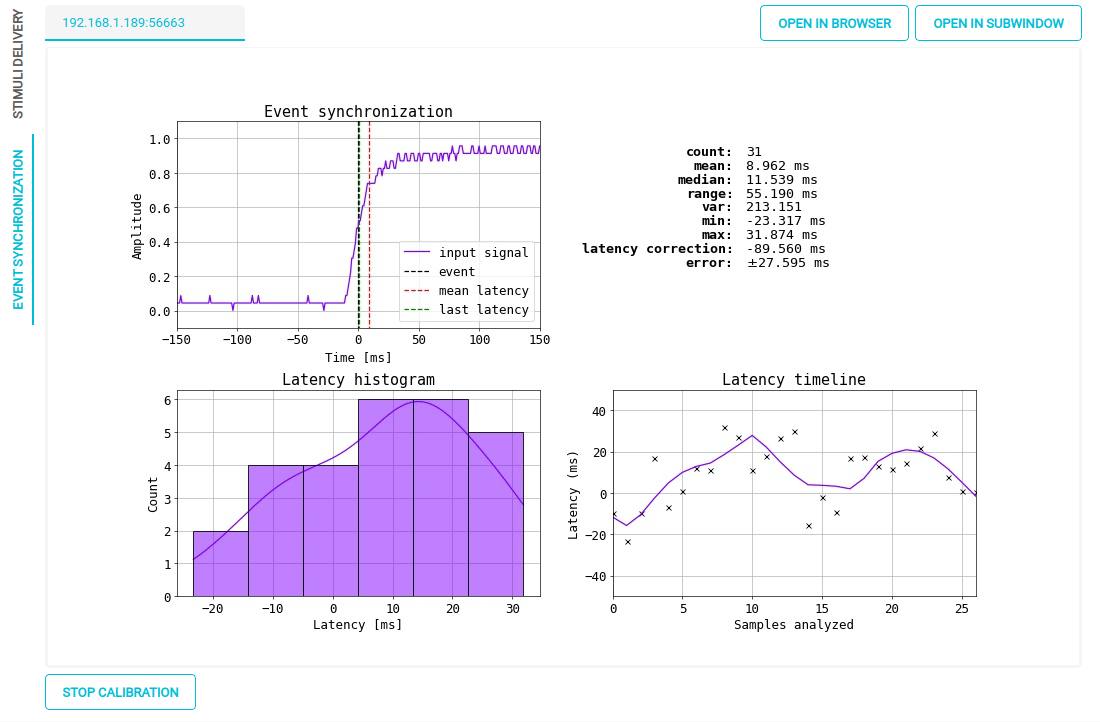 192.168.1.189:56663
OPEN IN BROWSER
OPEN IN SUBWINDOW
STIMULI DELIVERY
EVENT SYNCHRONIZATION
Event synchronization
Amplitude
1.0
0.8
0.6
0.4
0.2
0.0
input signal
event
mean latency
last latency
−150 −100 −50 0 50 100 150
Time [ms]
count: 31
mean: 8.962 ms
median: 11.539 ms
range: 55.190 ms
var: 213.151
min: -23.317 ms
max: 31.874 ms
latency correction: -89.560 ms
error: ±27.595 ms
Latency histogram
Count
6
5
4
3
2
1
0
−20 −10 0 10 20 30
Latency [ms]
Latency timeline
Latency (ms)
40
20
0
−20
−40
0 5 10 15 20 25
Samples analyzed
STOP CALIBRATION